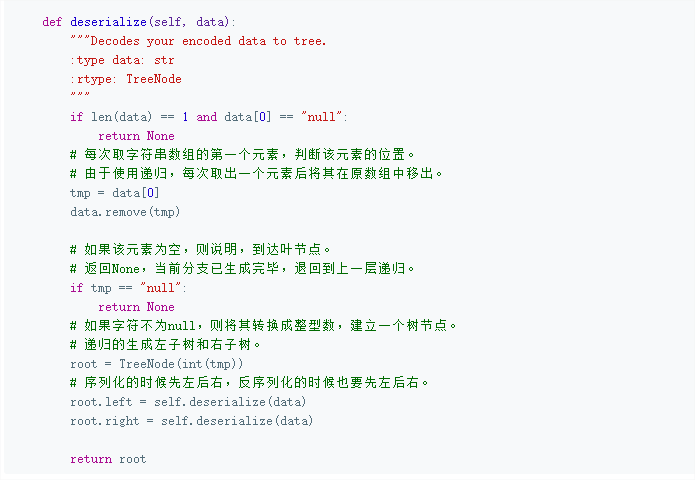 def deserialize(self, data):
"""Decodes your encoded data to tree.
:type data: str
:rtype: TreeNode
"""
if len(data) == 1 and data[0] == "null":
return None
# 每次取字符串数组的第一个元素，判断该元素的位置。
# 由于使用递归，每次取出一个元素后将其在原数组中移出。
tmp = data[0]
data.remove(tmp)
# 如果该元素为空，则说明，到达叶节点。
# 返回None，当前分支已生成完毕，退回到上一层递归。
if tmp == "null":
return None
# 如果字符不为null，则将其转换成整型数，建立一个树节点。
# 递归的生成左子树和右子树。
root = TreeNode(int(tmp))
# 序列化的时候先左后右，反序列化的时候也要先左后右。
root.left = self.deserialize(data)
root.right = self.deserialize(data)
return root